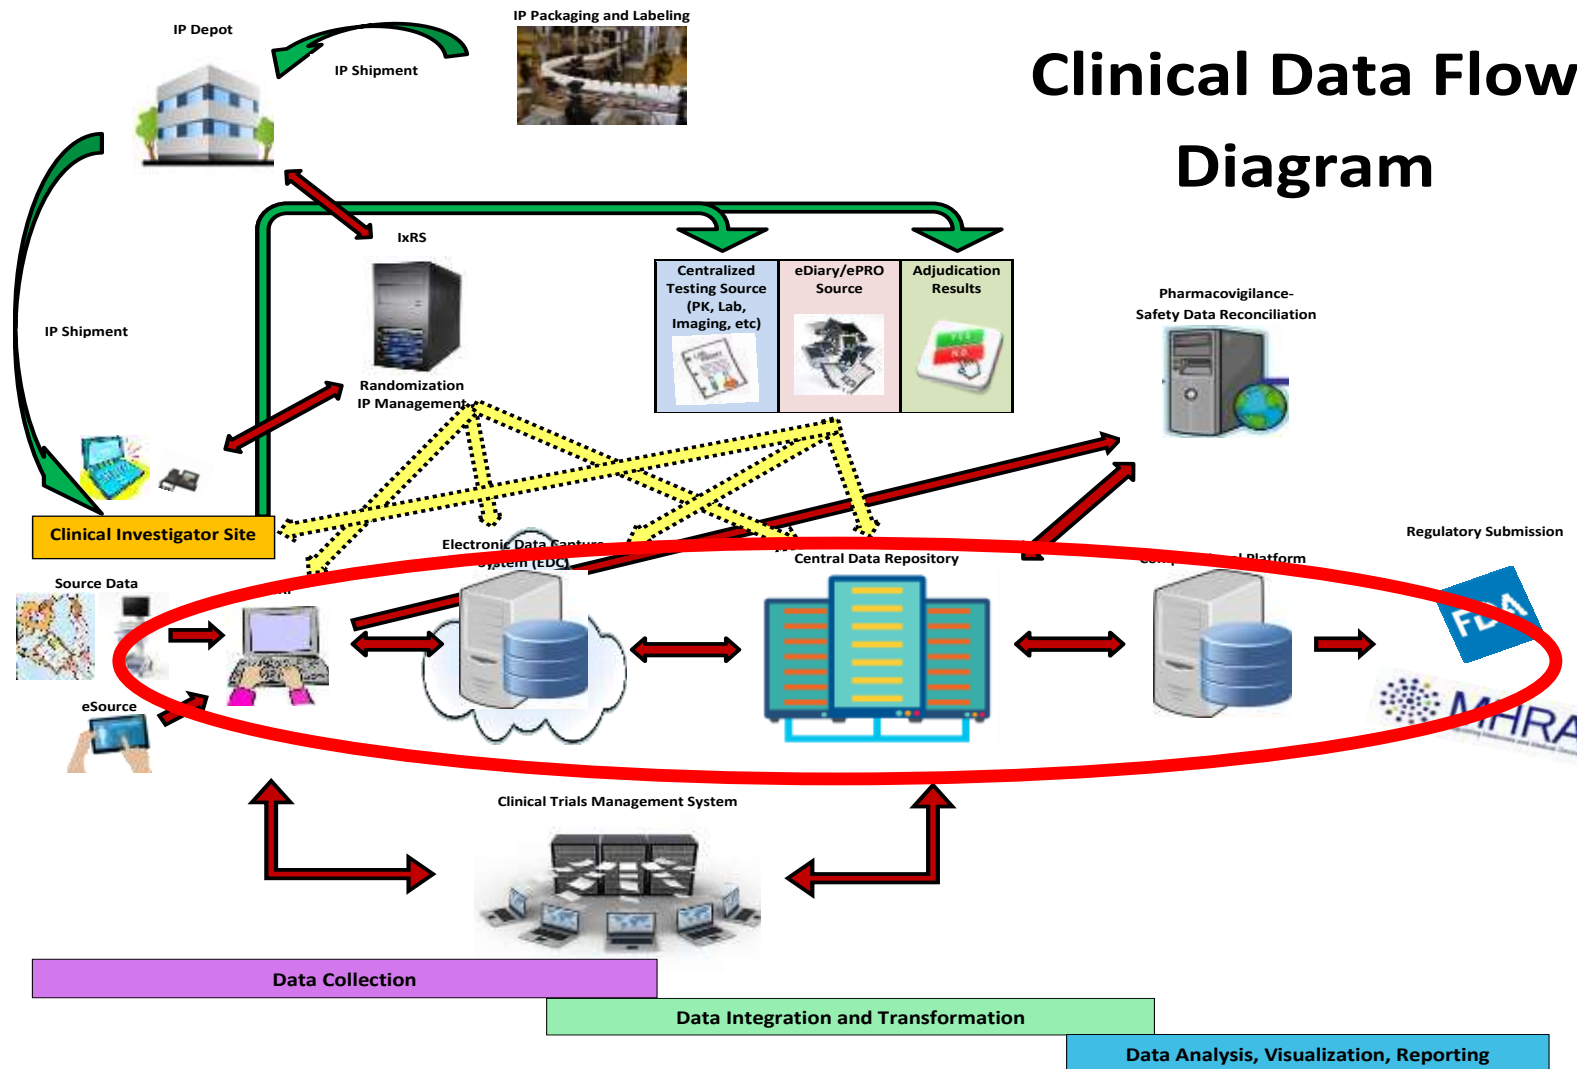 IP Packaging and Labeling
IP Depot
IP Shipment
Clinical Data Flow
Diagram
IxRS
Centralized
Testing Source
(PK, Lab,
Imaging, etc)
eDiary/ePRO
Source
Adjudication
Results
Pharmacovigilance-
Safety Data Reconciliation
IP Shipment
Randomization
IP Management
Clinical Investigator Site
Electronic Data Capture
System (EDC)
Central Data Repository
Platform
Regulatory Submission
Source Data
eSource
FDA
MHRA
Clinical Trials Management System
Data Collection
Data Integration and Transformation
Data Analysis, Visualization, Reporting